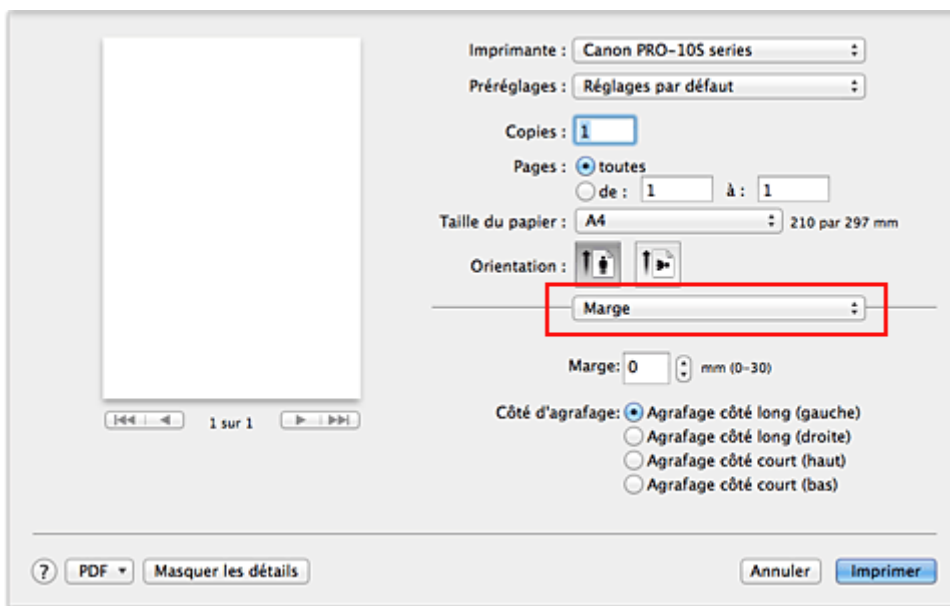 Imprimante : Canon PRO-10S series
Préréglages : Réglages par défaut
Copies : 1
Pages : toutes
de : 1 à : 1
Taille du papier : A4 210 par 297 mm
Orientation :
Marge
Marge: 0 mm (0-30)
1 sur 1
Côté d'agrafage: Agrafage côté long (gauche)
Agrafage côté long (droite)
Agrafage côté court (haut)
Agrafage côté court (bas)
? PDF Masquer les détails Annuler Imprimer